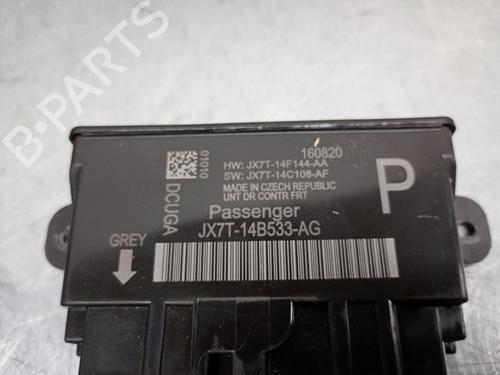 160820
01010
HW: JX7T-14F144-AA
SW: JX7T-14C108-AF
MADE IN CZECH REPUBLIC
UNT DR CONTR FRT
P
DCUGA
Passenger
GREY
JX7T-14B533-AG